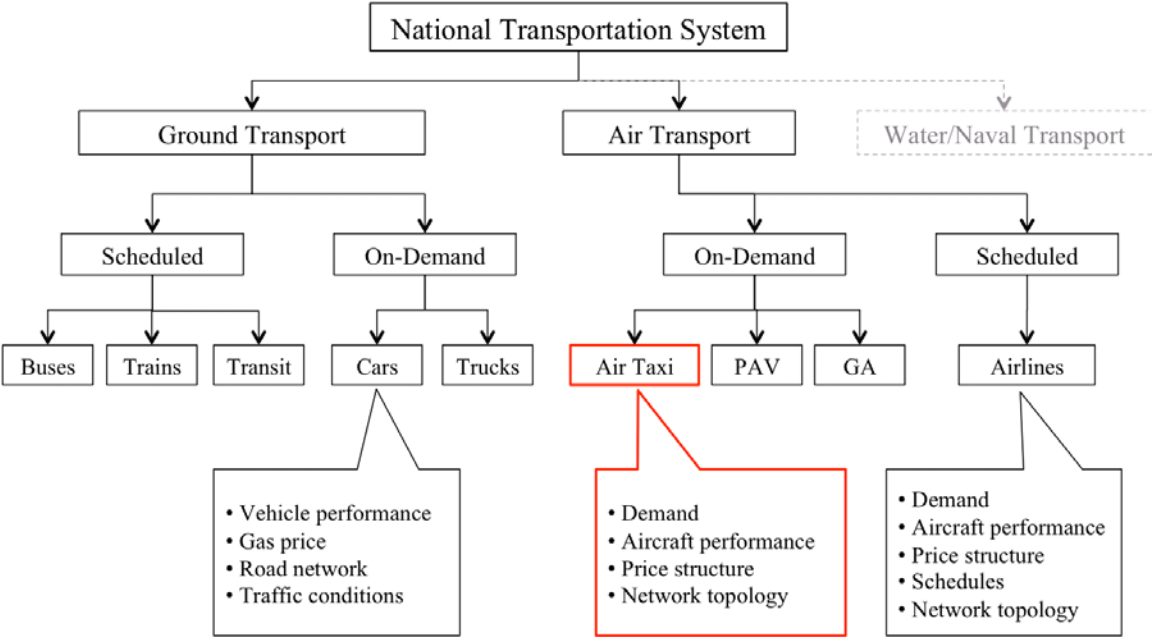 National Transportation System
Ground Transport
Air Transport
Water/Naval Transport
Scheduled
On-Demand
On-Demand
Scheduled
Buses
Trains
Transit
Cars
Trucks
Air Taxi
PAV
GA
Airlines
• Vehicle performance
• Gas price
• Road network
• Traffic conditions
• Demand
• Aircraft performance
• Price structure
• Network topology
• Demand
• Aircraft performance
• Price structure
• Schedules
• Network topology